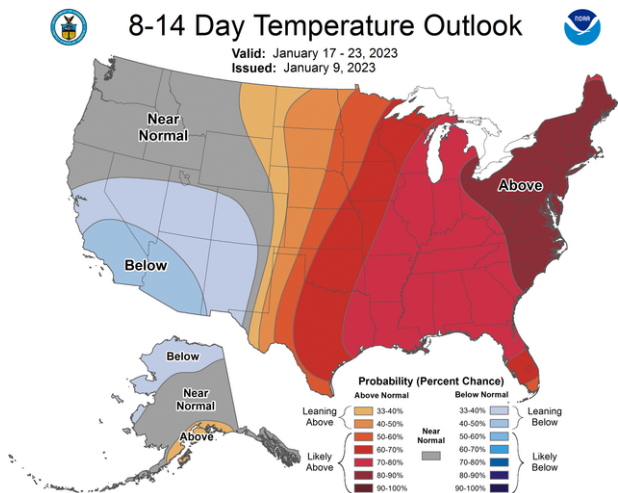 8-14 Day Temperature Outlook
NOAA
Valid: January 17 - 23, 2023
Issued: January 9, 2023
Near
Normal
Above
Below
Below
Near
Normal
Above
Probability (Percent Chance)
Above Normal
Below Normal
Leaning
Above
33-40%
40-50%
Likely
Above
50-60%
60-70%
70-80%
80-90%
90-100%
Near
Normal
33-40%
40-50%
Leaning
Below
50-60%
60-70%
70-80%
80-90%
90-100%
Likely
Below